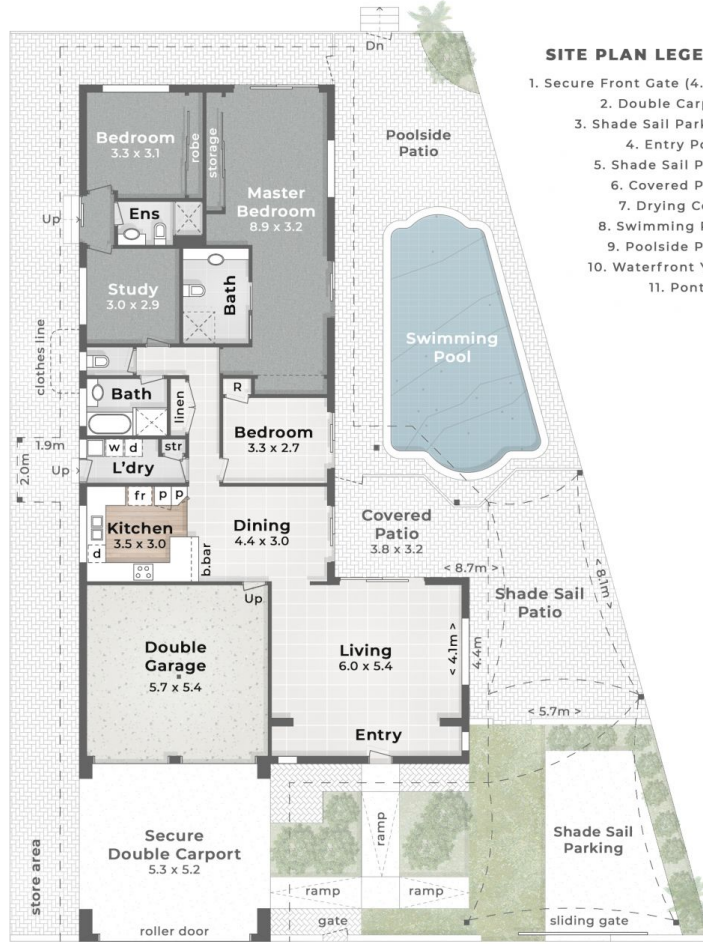 Dn
SITE PLAN LEGE
1. Secure Front Gate (4.
2. Double Carp
3. Shade Sail Park
4. Entry Po
5. Shade Sail P
6. Covered P
7. Drying Co
8. Swimming P
9. Poolside P
10. Waterfront Y
11. Pont
Poolside
Patio
Bedroom
3.3 x 3.1
robe
storage
Master
Bedroom
8.9 x 3.2
Up
Ens
Study
3.0 x 2.9
Bath
Swimming
Pool
clothes line
Bath
linen
R
Bedroom
3.3 x 2.7
1.9m
2.0m
Up
w d
str
L'dry
fr
p
p
Kitchen
3.5 x 3.0
d
b.bar
Dining
4.4 x 3.0
Covered
Patio
3.8 x 3.2
< 8.7m >
< 8.1m >
Shade Sail
Patio
Up
Double
Garage
5.7 x 5.4
Living
6.0 x 5.4
< 4.1m >
4.4m
< 5.7m >
Entry
store area
Secure
Double Carport
5.3 x 5.2
ramp
ramp
ramp
Shade Sail
Parking
roller door
gate
sliding gate